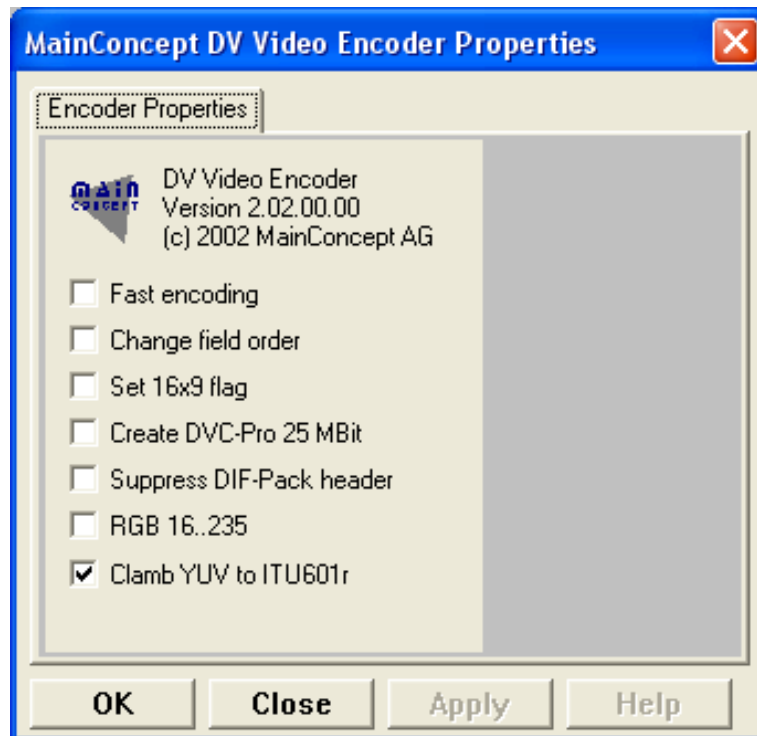 MainConcept DV Video Encoder Properties
Encoder Properties
MAIN
CONCEPT
DV Video Encoder
Version 2.02.00.00
(c) 2002 MainConcept AG
Fast encoding
Change field order
Set 16x9 flag
Create DVC-Pro 25 MBit
Suppress DIF-Pack header
RGB 16..235
Clamb YUV to ITU601r
OK
Close
Apply
Help